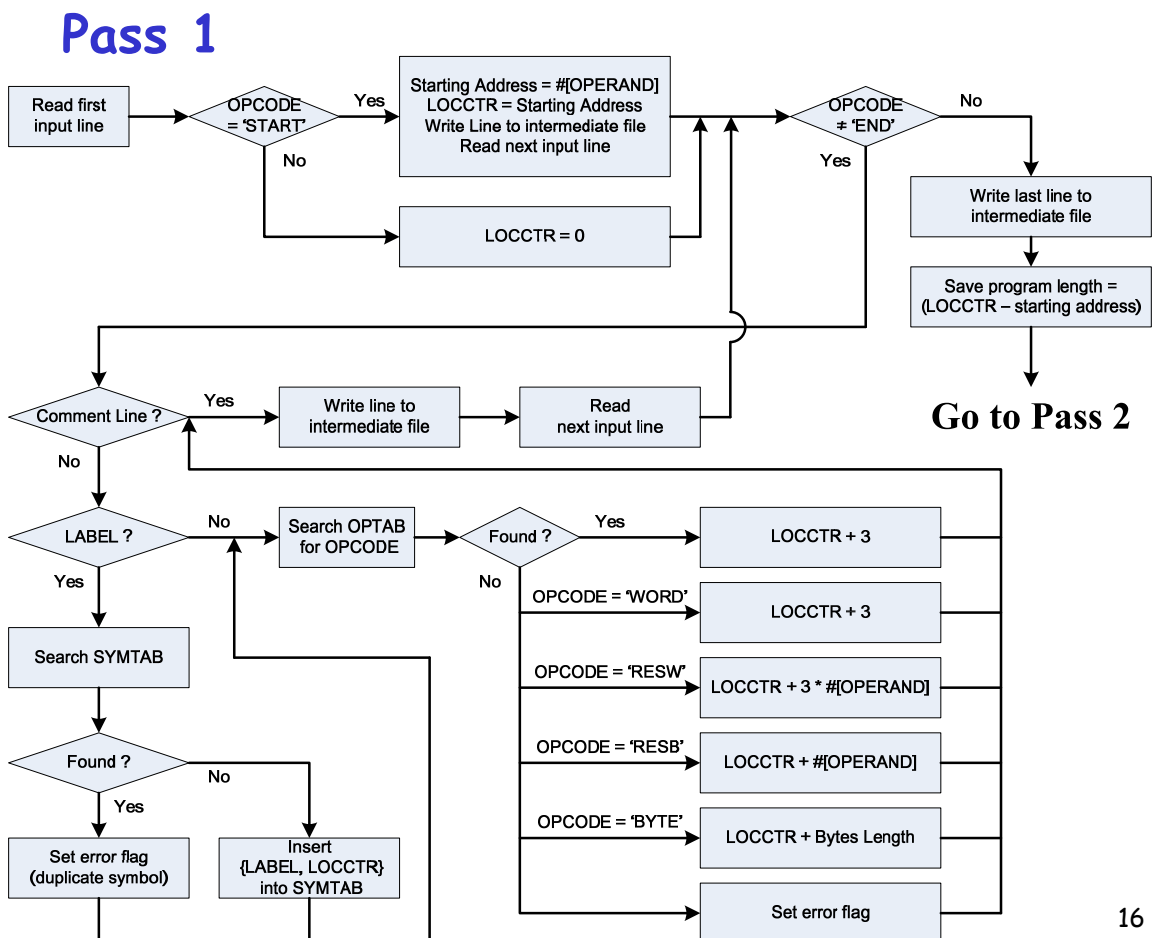 Pass 1
Read first
input line
OPCODE
= ‘START’
Yes
No
Starting Address = #[OPERAND]
LOCCTR = Starting Address
Write Line to intermediate file
Read next input line
LOCCTR = 0
OPCODE
≠ ‘END’
No
Yes
Write last line to
intermediate file
Save program length =
(LOCCTR – starting address)
Go to Pass 2
Comment Line ?
Yes
No
Write line to
intermediate file
Read
next input line
LABEL ?
No
Yes
Search OPTAB
for OPCODE
Found ?
Yes
No
LOCCTR + 3
OPCODE = ‘WORD’
LOCCTR + 3
OPCODE = ‘RESW’
LOCCTR + 3 * #[OPERAND]
OPCODE = ‘RESB’
LOCCTR + #[OPERAND]
OPCODE = ‘BYTE’
LOCCTR + Bytes Length
Set error flag
Search SYMTAB
Found ?
No
Yes
Set error flag
(duplicate symbol)
Insert
{LABEL, LOCCTR}
into SYMTAB
16